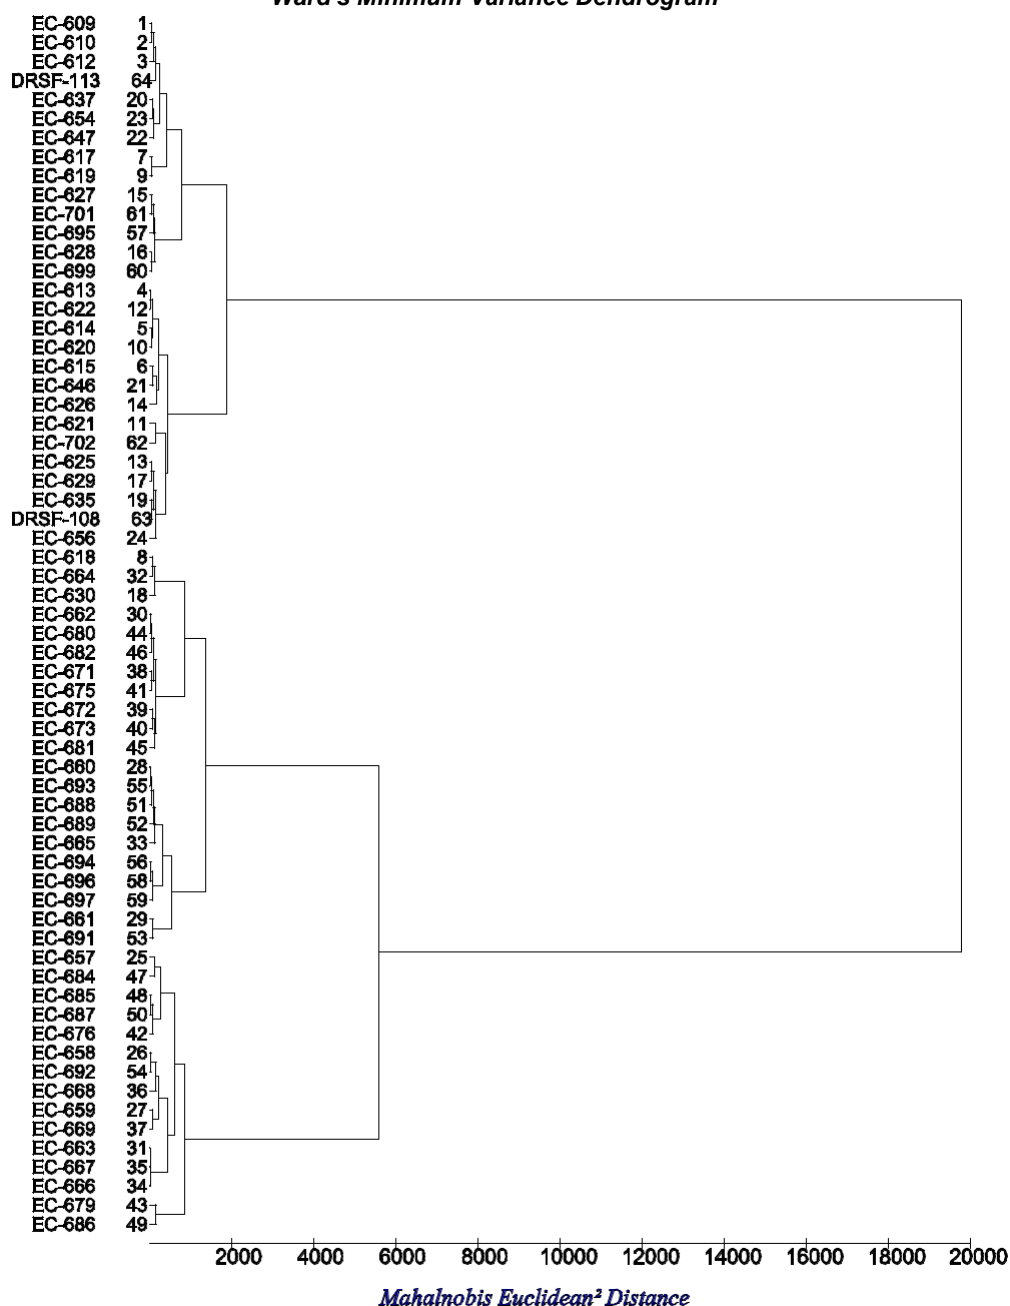 Ward's Minimum Variance Dendrogram
EC-609 1
EC-610 2
EC-612 3
DRSF-113 64
EC-637 20
EC-654 23
EC-647 22
EC-617 7
EC-619 9
EC-627 15
EC-701 61
EC-695 57
EC-628 16
EC-699 60
EC-613 4
EC-622 12
EC-614 5
EC-620 10
EC-615 6
EC-646 21
EC-626 14
EC-621 11
EC-702 62
EC-625 13
EC-629 17
EC-635 19
DRSF-108 63
EC-656 24
EC-618 8
EC-664 32
EC-630 18
EC-662 30
EC-680 44
EC-682 46
EC-671 38
EC-675 41
EC-672 39
EC-673 40
EC-681 45
EC-660 28
EC-693 55
EC-688 51
EC-689 52
EC-665 33
EC-694 56
EC-696 58
EC-697 59
EC-661 29
EC-691 53
EC-657 25
EC-684 47
EC-685 48
EC-687 50
EC-676 42
EC-658 26
EC-692 54
EC-668 36
EC-659 27
EC-669 37
EC-663 31
EC-667 35
EC-666 34
EC-679 43
EC-686 49
2000 4000 6000 8000 10000 12000 14000 16000 18000 20000
Mahalnobis Euclidean² Distance